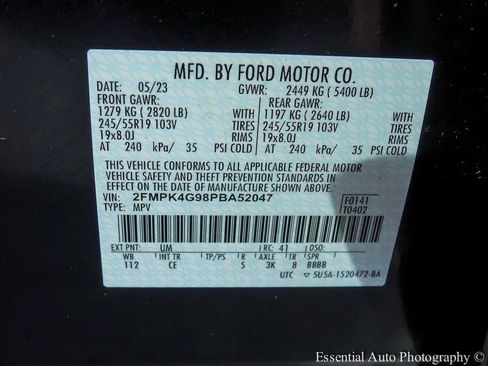 MFD. BY FORD MOTOR CO.
DATE: 05/23 GVWR: 2449 KG ( 5400 LB)
FRONT GAWR: REAR GAWR:
1279 KG ( 2820 LB) WITH 1197 KG ( 2640 LB) WITH
245/55R19 103V TIRES 245/55R19 103V TIRES
19x8.0J RIMS 19x8.0J RIMS
AT 240 kPa/ 35 PSI COLD AT 240 kPa/ 35 PSI COLD
THIS VEHICLE CONFORMS TO ALL APPLICABLE FEDERAL MOTOR
VEHICLE SAFETY AND THEFT PREVENTION STANDARDS IN EFFECT
ON THE DATE OF MANUFACTURE SHOWN ABOVE.
VIN: 2FMPK4G98PBA52047 F0141
TYPE: MPV T0402
EXT PNT: UM RC: 41 DSO:
WB INT TR TP/PS R AXLE TR SPR
112 CE S 3K 8 BBBB
UTC 5U5A-1520472-BA
Essential Auto Photography ©